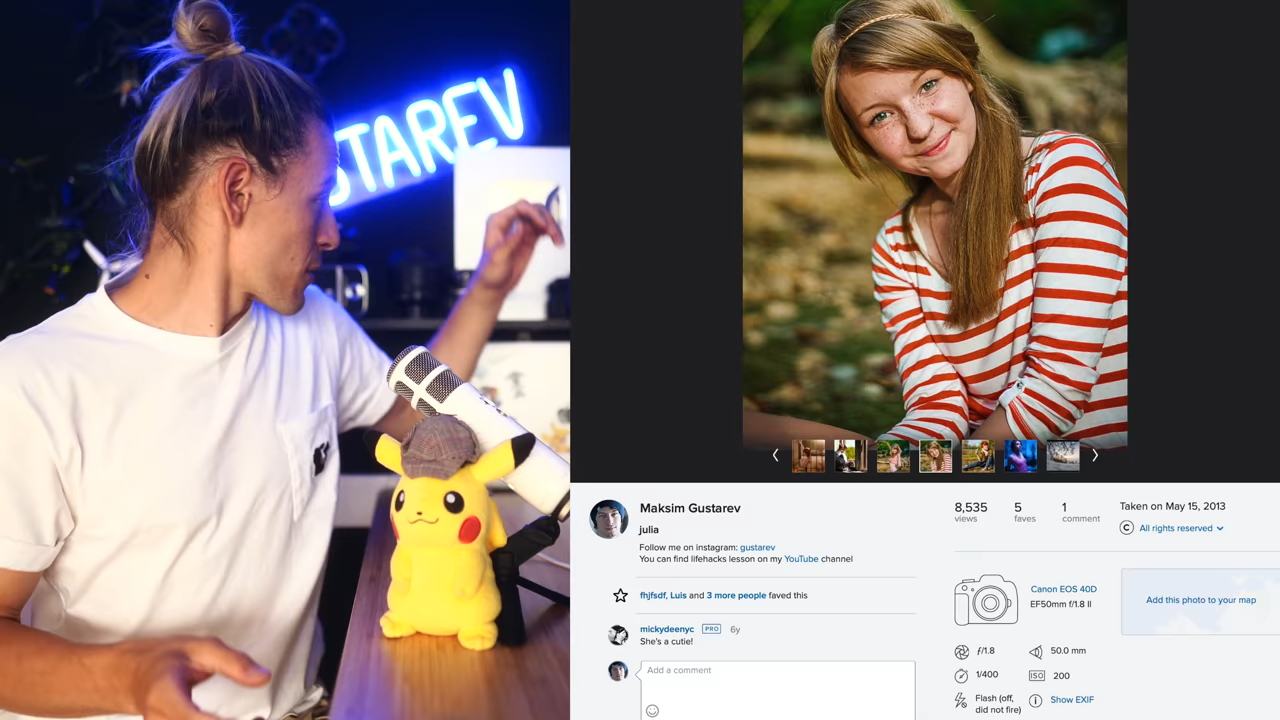 STAREV
Maksim Gustarev
julia
Follow me on instagram: gustarev
You can find lifehacks lesson on my YouTube channel
fhjfsdf, Luis and 3 more people faved this
mickydeenyc PRO 6y
She's a cutie!
Add a comment
8,535 views
5 faves
1 comment
Taken on May 15, 2013
All rights reserved
Canon EOS 40D
EF50mm f/1.8 II
Add this photo to your map
ƒ/1.8
50.0 mm
1/400
ISO 200
Flash (off, did not fire)
Show EXIF